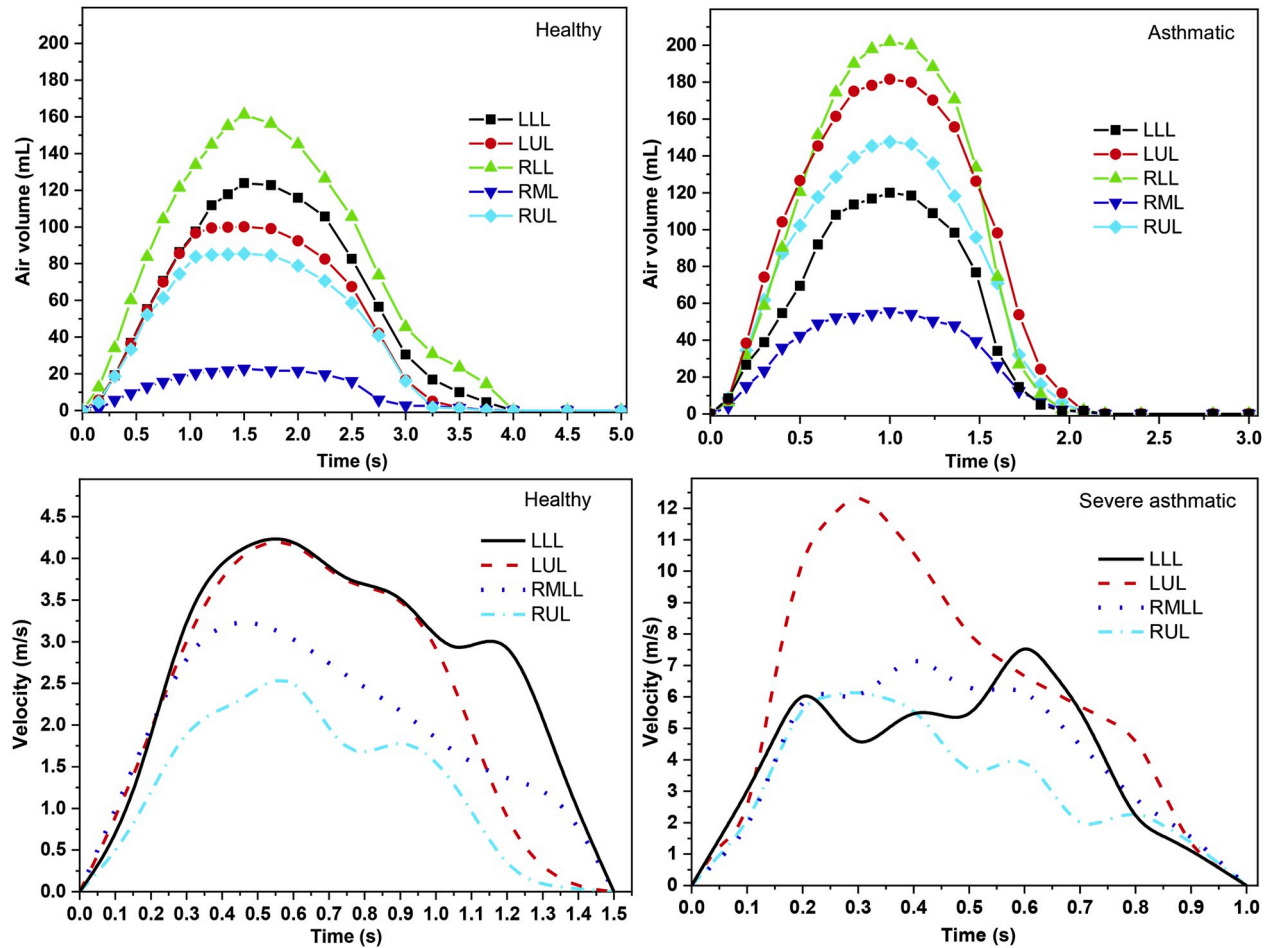 Healthy
Air volume (mL)
200
180
160
140
120
100
80
60
40
20
0
LLL
LUL
RLL
RML
RUL
0.0 0.5 1.0 1.5 2.0 2.5 3.0 3.5 4.0 4.5 5.0
Time (s)
Asthmatic
Air volume (mL)
200
180
160
140
120
100
80
60
40
20
0
LLL
LUL
RLL
RML
RUL
0.0 0.5 1.0 1.5 2.0 2.5 3.0
Time (s)
Healthy
Velocity (m/s)
4.5
4.0
3.5
3.0
2.5
2.0
1.5
1.0
0.5
0.0
LLL
LUL
RMLL
RUL
0.0 0.1 0.2 0.3 0.4 0.5 0.6 0.7 0.8 0.9 1.0 1.1 1.2 1.3 1.4 1.5
Time (s)
Severe asthmatic
Velocity (m/s)
12
11
10
9
8
7
6
5
4
3
2
1
0
LLL
LUL
RMLL
RUL
0.0 0.1 0.2 0.3 0.4 0.5 0.6 0.7 0.8 0.9 1.0
Time (s)